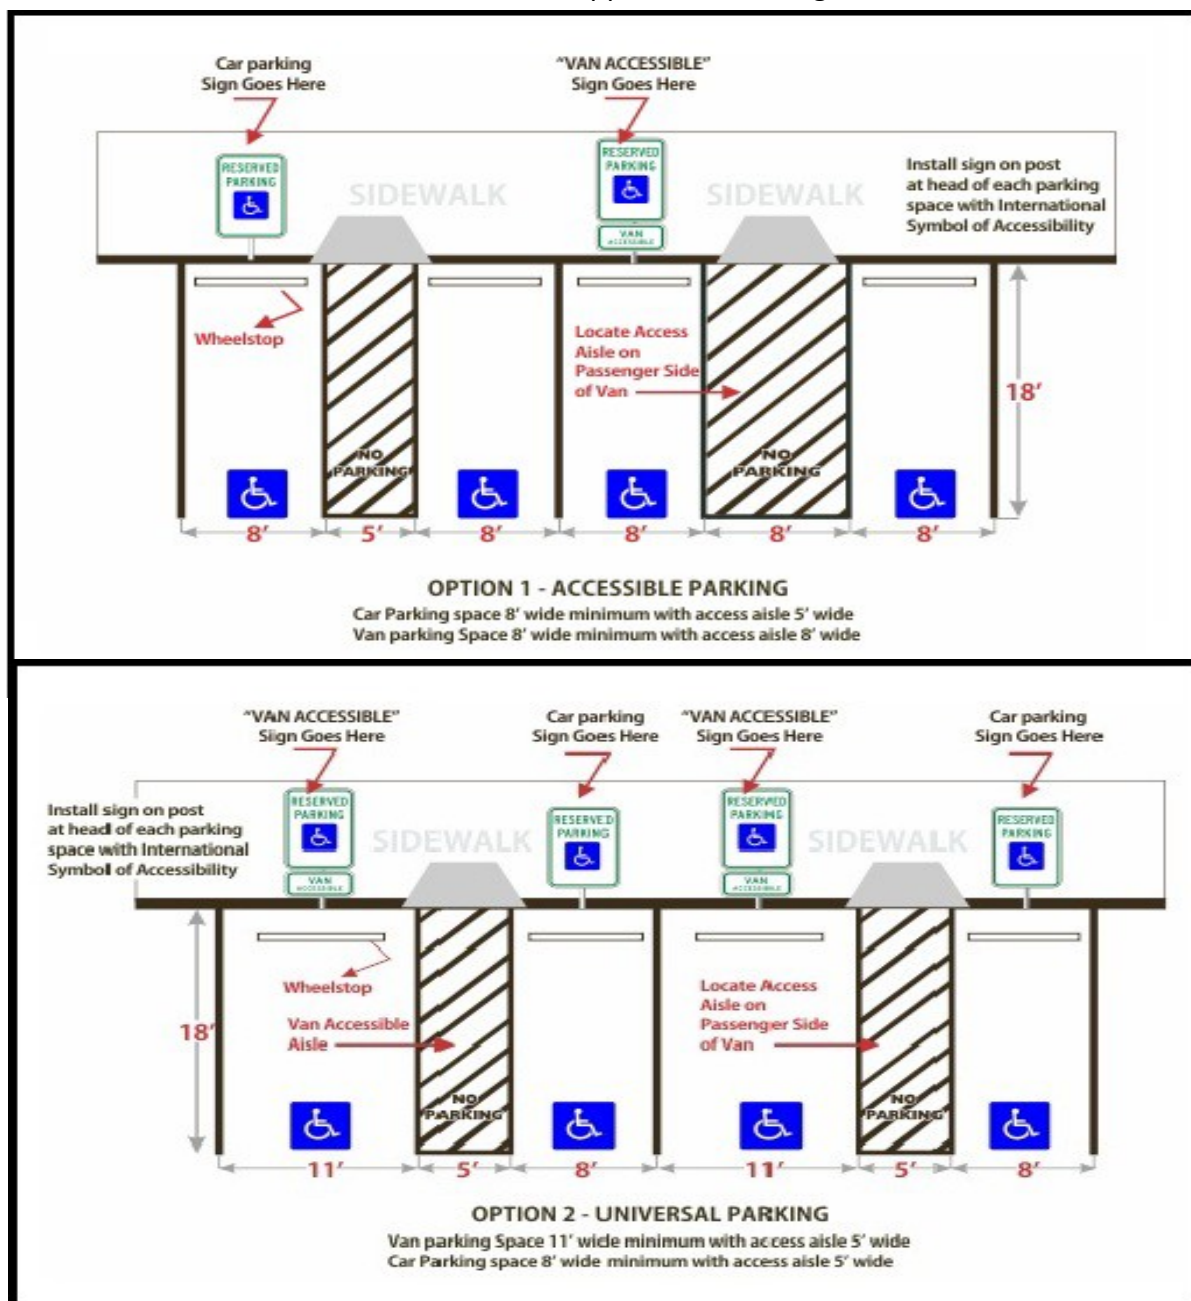 Car parking
Sign Goes Here
"VAN ACCESSIBLE"
Sign Goes Here
RESERVED
PARKING
RESERVED
PARKING
VAN
ACCESSIBLE
SIDEWALK
SIDEWALK
Install sign on post
at head of each parking
space with International
Symbol of Accessibility
Wheelstop
Locate Access
Aisle on
Passenger Side
of Van
18'
NO
PARKING
NO
PARKING
8'
5'
8'
8'
8'
8'
OPTION 1 - ACCESSIBLE PARKING
Car Parking space 8' wide minimum with access aisle 5' wide
Van parking Space 8' wide minimum with access aisle 8' wide
"VAN ACCESSIBLE"
Sign Goes Here
Car parking
Sign Goes Here
"VAN ACCESSIBLE"
Sign Goes Here
Car parking
Sign Goes Here
Install sign on post
at head of each parking
space with International
Symbol of Accessibility
RESERVED
PARKING
VAN
ACCESSIBLE
SIDEWALK
RESERVED
PARKING
RESERVED
PARKING
VAN
ACCESSIBLE
SIDEWALK
RESERVED
PARKING
Wheelstop
Van Accessible
Aisle
Locate Access
Aisle on
Passenger Side
of Van
18'
NO
PARKING
NO
PARKING
11'
5'
8'
11'
5'
8'
OPTION 2 - UNIVERSAL PARKING
Van parking Space 11' wide minimum with access aisle 5' wide
Car Parking space 8' wide minimum with access aisle 5' wide